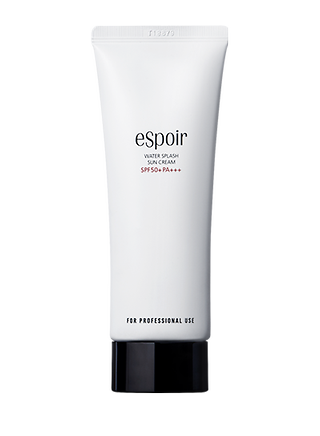 espoir
WATER SPLASH
SUN CREAM
SPF50+PA+++
FOR PROFESSIONAL USE